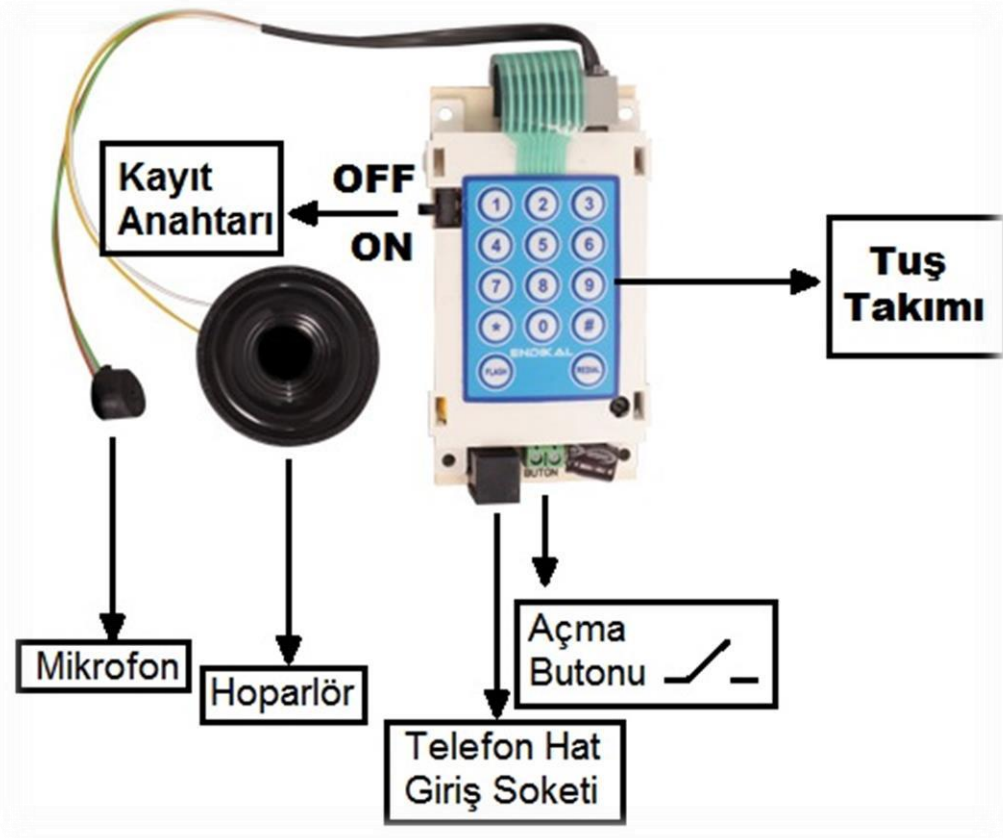 Kayıt
Anahtarı
OFF
ON
1 2 3
4 5 6
7 8 9
* 0 #
ENDIKAL
FLASH REDIAL
BUTON
Tuş
Takımı
Mikrofon
Hoparlör
Açma
Butonu
Telefon Hat
Giriş Soketi